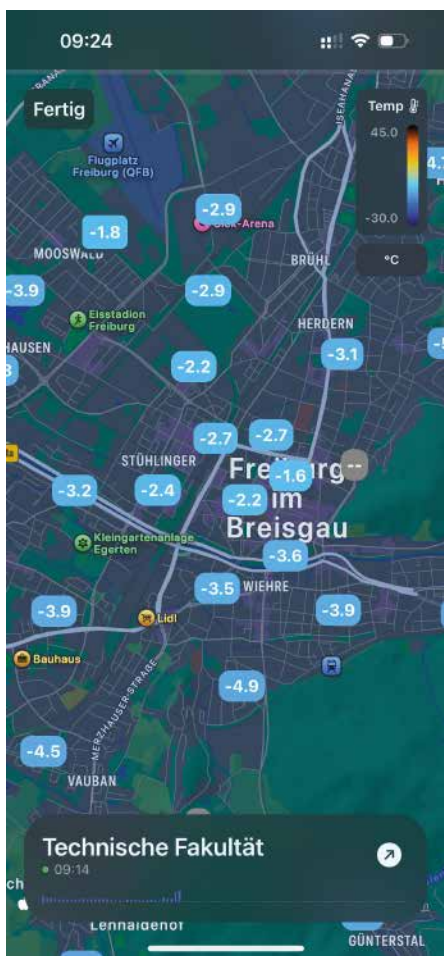 09:24
Fertig
Temp
45.0
-30.0
°C
Flugplatz
Freiburg (QFB)
-2.9
-Arena
-1.8
MOOSWALD
BRÜHL
-3.9
-2.9
Eisstadion
Freiburg
HERDERN
HAUSEN
-3.1
-2.2
-2.7
-2.7
STÜHLINGER
Freiburg
--
-1.6
-3.2
-2.4
-2.2
im
Breisgau
Kleingartenanlage
Egerten
-3.6
-3.5
WIEHRE
-3.9
-3.9
Lidl
Bauhaus
-4.9
MERZHAUSER-STRAßE
-4.5
VAUBAN
Technische Fakultät
09:14
GÜNTERSTAL